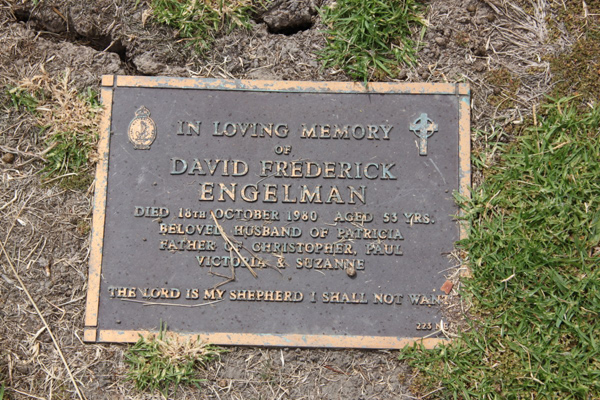 IN LOVING MEMORY
OF
DAVID FREDERICK
ENGELMAN
DIED 18TH OCTOBER 1980 AGED 53 YRS.
BELOVED HUSBAND OF PATRICIA
FATHER OF CHRISTOPHER, PAUL
VICTORIA & SUZANNE
THE LORD IS MY SHEPHERD I SHALL NOT WANT
223